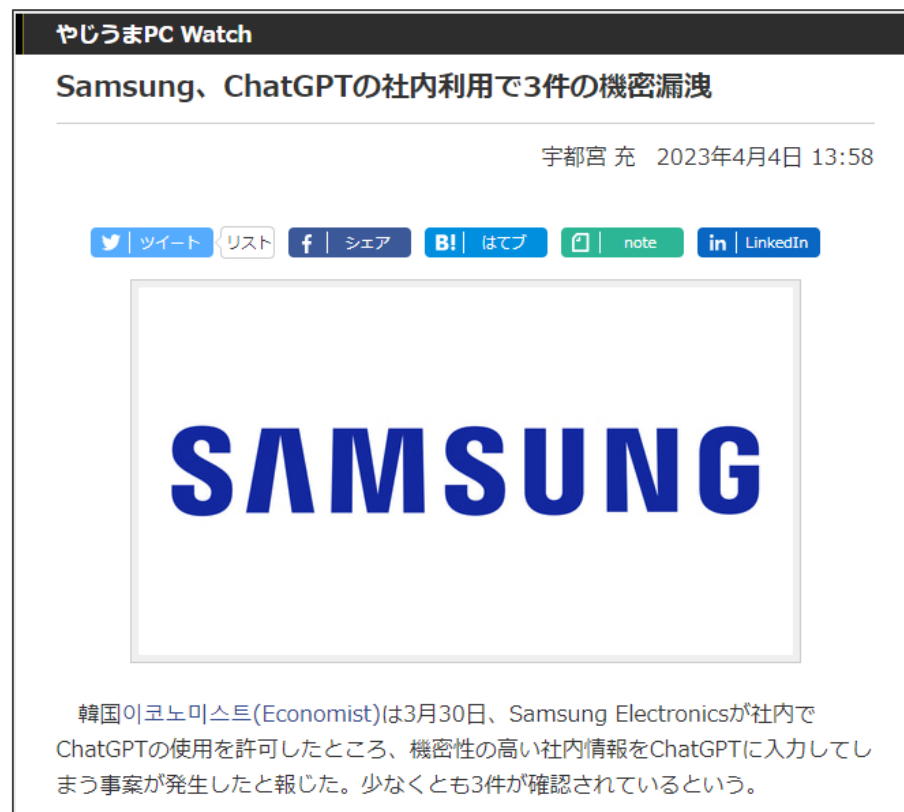 やじうまPC Watch
Samsung、ChatGPTの社内利用で3件の機密漏洩
宇都宮 充 2023年4月4日 13:58
ツイート リスト シェア B! はてブ note in LinkedIn
SAMSUNG
韓国이코노미스트(Economist)は3月30日、Samsung Electronicsが社内で
ChatGPTの使用を許可したところ、機密性の高い社内情報をChatGPTに入力してし
まう事案が発生したと報じた。少なくとも3件が確認されているという。